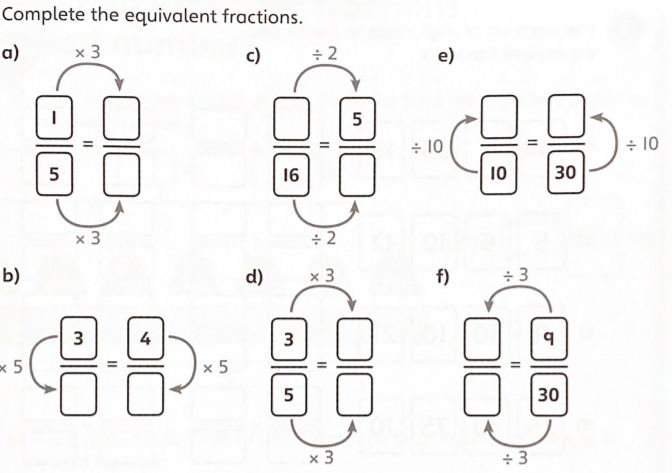 Complete the equivalent fractions.
a) × 3 c) ÷ 2 e)
1 5
5 = 16 = ÷ 10 10 = 30 ÷ 10
× 3 ÷ 2
b) d) × 3 f) ÷ 3
× 5 3 = 4 × 5 3 9
5 = = 30
× 3 ÷ 3